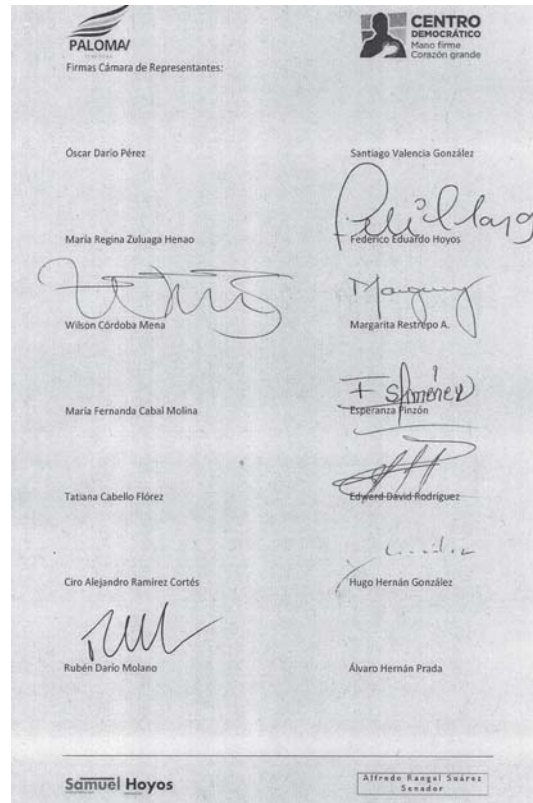 PALOMA
CENTRO
DEMOCRÁTICO
Mano firme
Corazón grande
Firmas Cámara de Representantes:
Óscar Darío Pérez
Santiago Valencia González
María Regina Zuluaga Henao
Federico Eduardo Hoyos
Wilson Córdoba Mena
Margarita Restrepo A.
María Fernanda Cabal Molina
Esperanza Pinzón
Tatiana Cabello Flórez
Edward David Rodríguez
Ciro Alejandro Ramírez Cortés
Hugo Hernán González
Rubén Darío Molano
Álvaro Hernán Prada
Samuel Hoyos
Alfredo Rangel Suárez
Senador